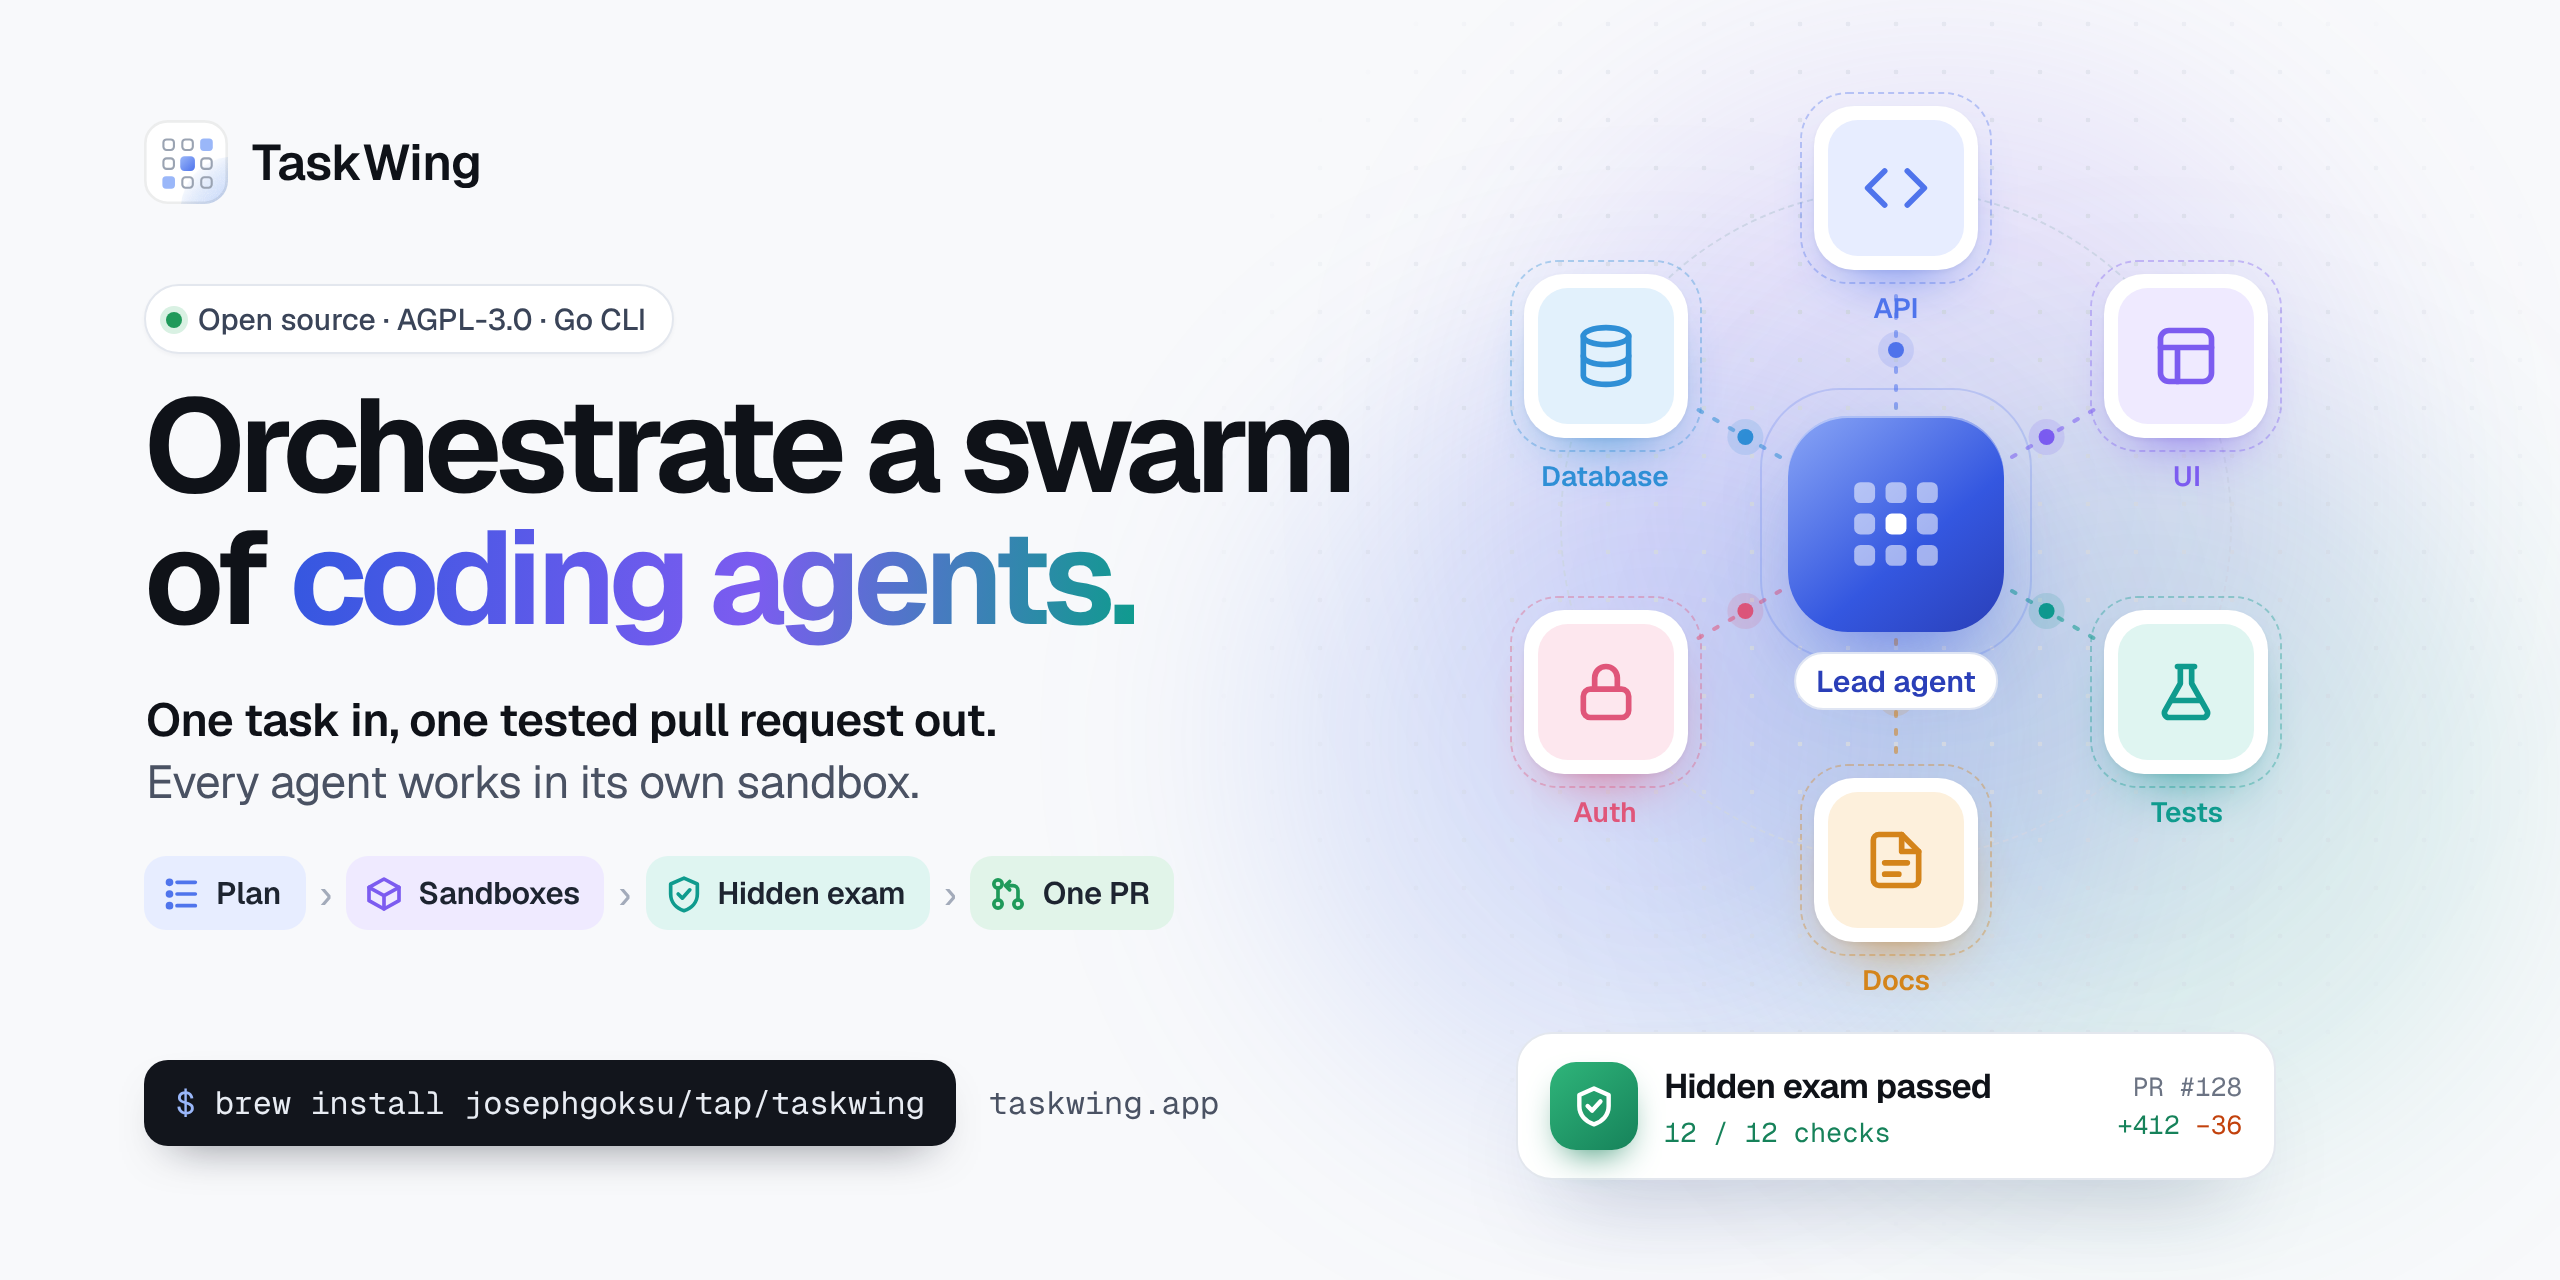 TaskWing
Open source · AGPL-3.0 · Go CLI
Orchestrate a swarm
of coding agents.
One task in, one tested pull request out.
Every agent works in its own sandbox.
Plan › Sandboxes › Hidden exam › One PR
$ brew install josephgoksu/tap/taskwing
taskwing.app
API
Database
UI
Lead agent
Auth
Tests
Docs
Hidden exam passed
12 / 12 checks
PR #128
+412 −36